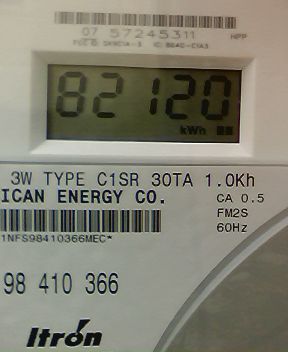 07 57245311 HPP
82120
kWh
3W TYPE C1SR 30TA 1.0Kh
ICAN ENERGY CO. CA 0.5
FM2S
1NFS98410366MEC* 60Hz
98 410 366
Itron